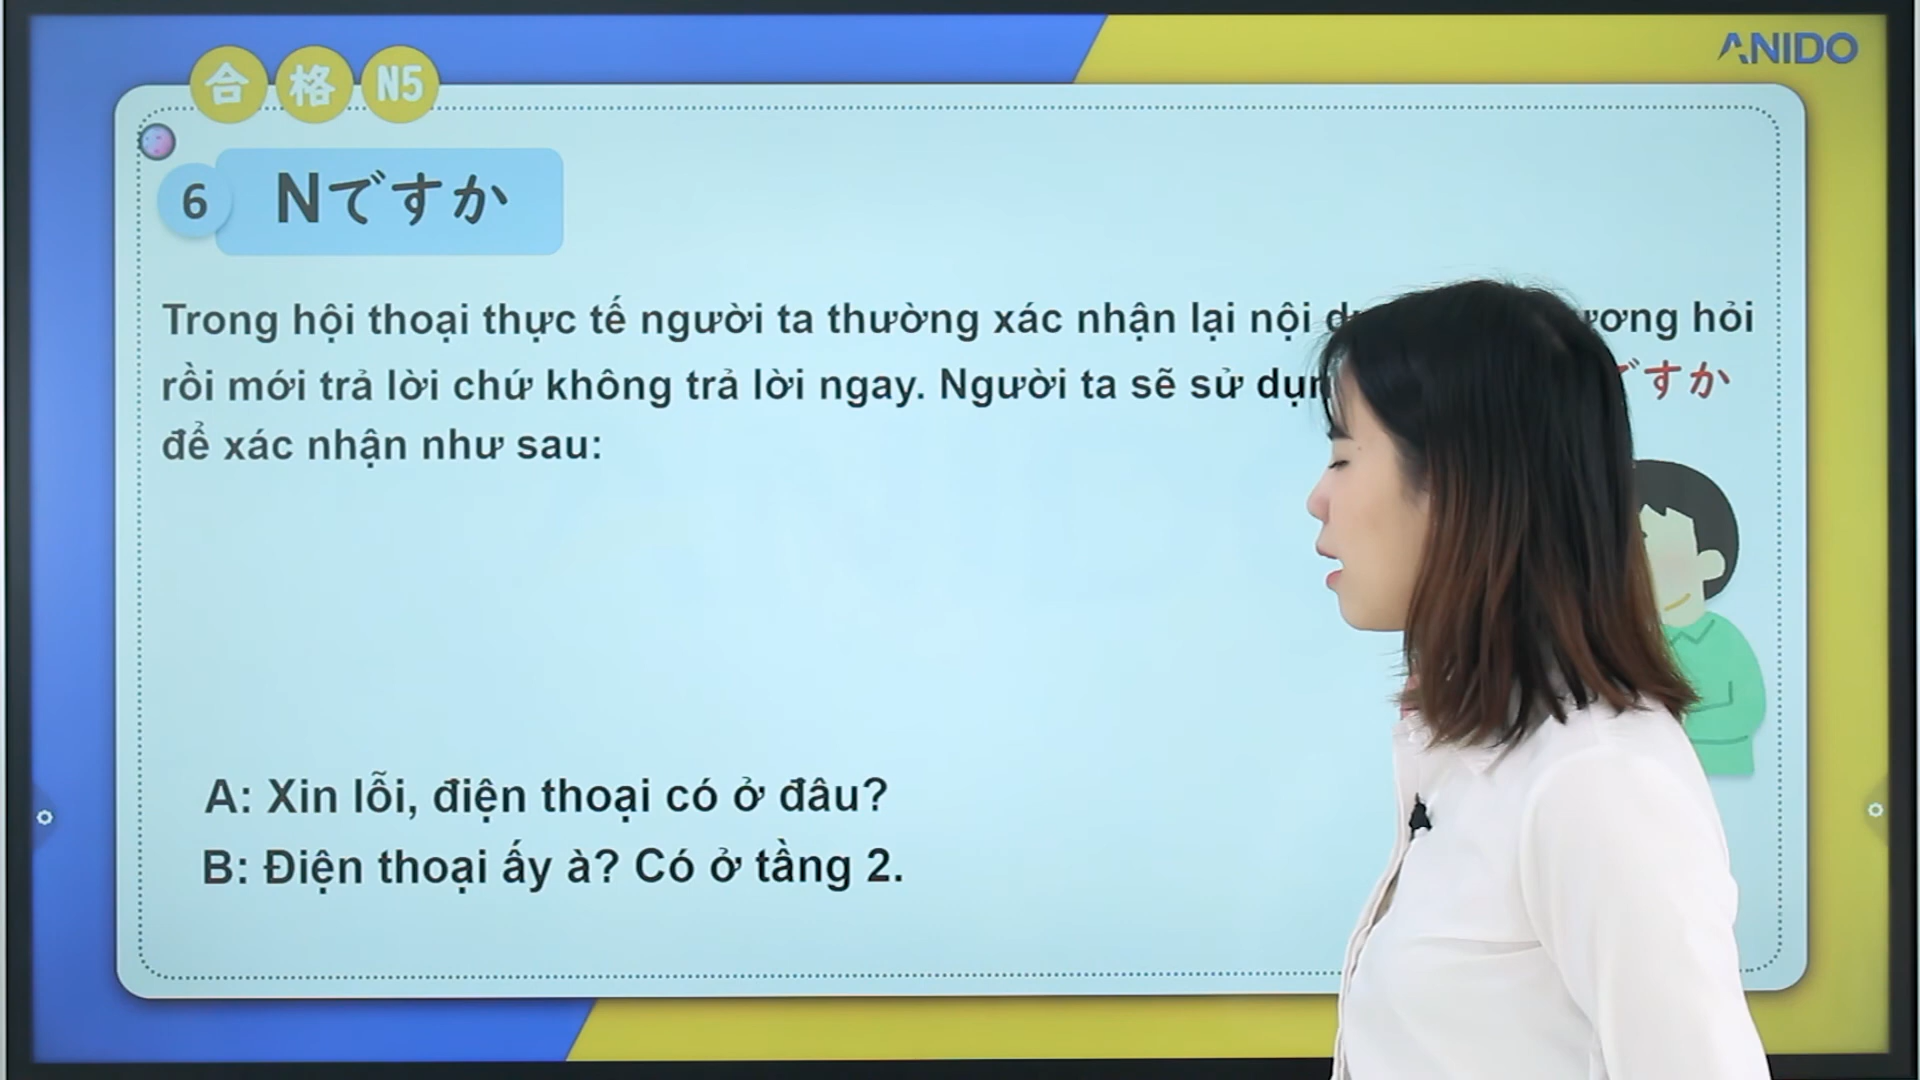 ANIDO
合格N5
6 Nですか
Trong hội thoại thực tế người ta thường xác nhận lại nội hỏi
rồi mới trả lời chứ không trả lời ngay. Người ta sẽ sử ですか
để xác nhận như sau:
A: Xin lỗi, điện thoại có ở đâu?
B: Điện thoại ấy à? Có ở tầng 2.